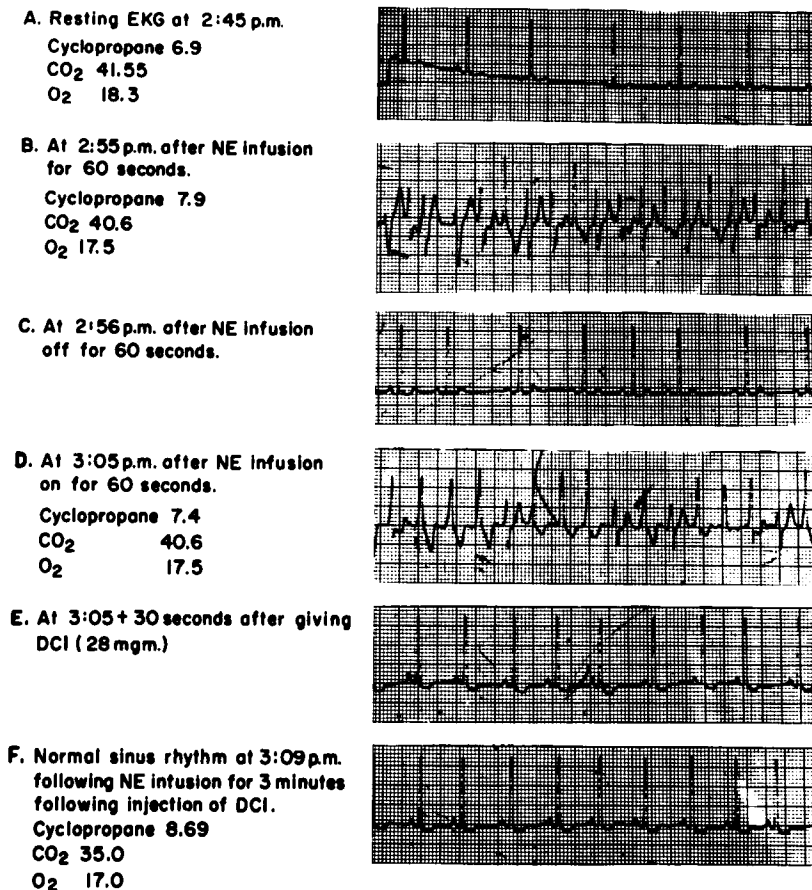 A. Resting EKG at 2:45 p.m.
Cyclopropane 6.9
CO2 41.55
O2 18.3
B. At 2:55 p.m. after NE infusion
for 60 seconds.
Cyclopropane 7.9
CO2 40.6
O2 17.5
C. At 2:56 p.m. after NE infusion
off for 60 seconds.
D. At 3:05 p.m. after NE infusion
on for 60 seconds.
Cyclopropane 7.4
CO2 40.6
O2 17.5
E. At 3:05 + 30 seconds after giving
DCI (28 mgm.)
F. Normal sinus rhythm at 3:09 p.m.
following NE infusion for 3 minutes
following injection of DCI.
Cyclopropane 8.69
CO2 35.0
O2 17.0